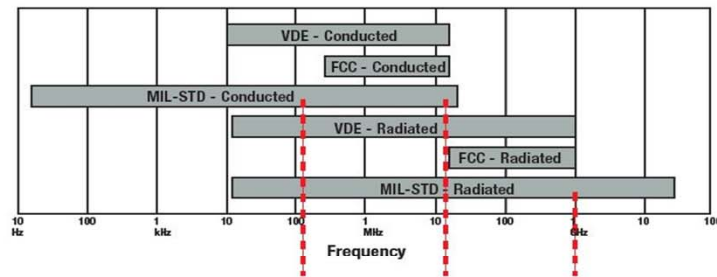 VDE - Conducted
FCC - Conducted
MIL-STD - Conducted
VDE - Radiated
FCC - Radiated
MIL-STD - Radiated
10 100 1 10 100 1 10 100 1 10 100
Hz kHz MHz GHz
Frequency